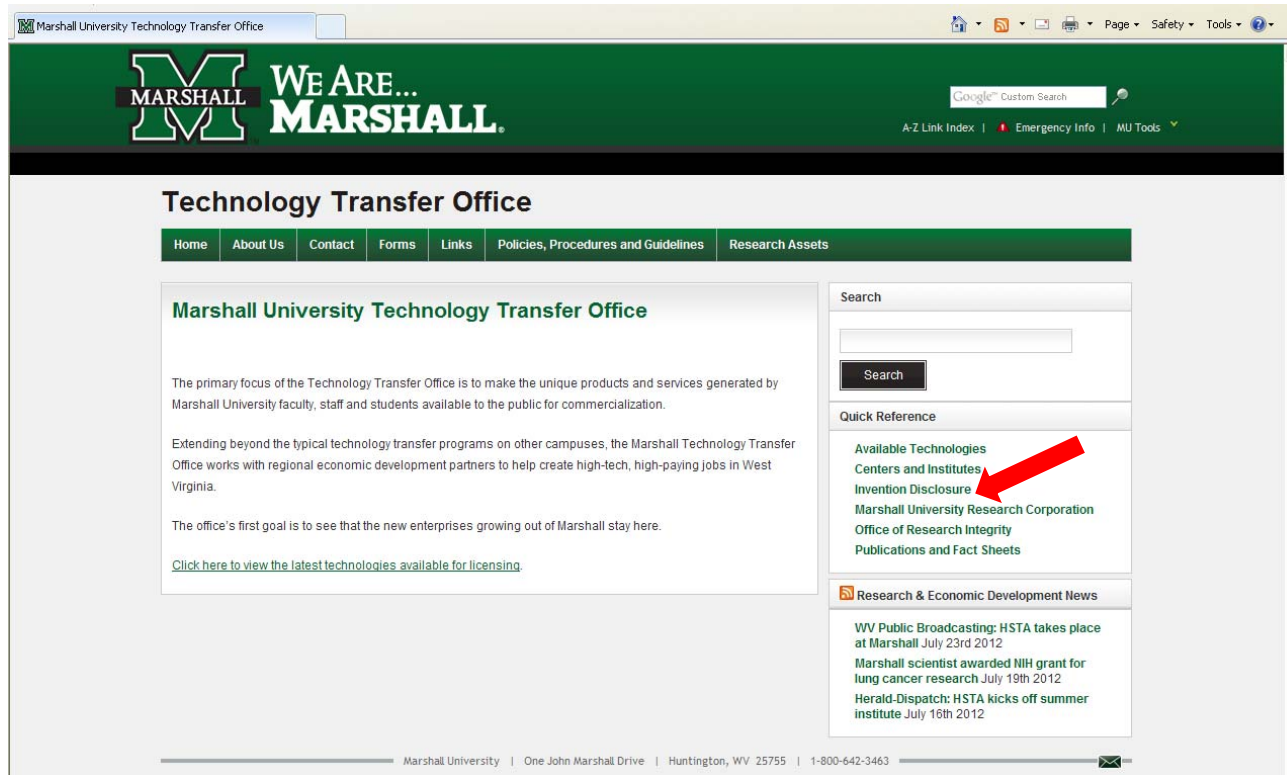 Marshall University Technology Transfer Office
Page
Safety
Tools
MARSHALL
WE ARE...
MARSHALL.
Google™ Custom Search
A-Z Link Index | Emergency Info | MU Tools
Technology Transfer Office
Home About Us Contact Forms Links Policies, Procedures and Guidelines Research Assets
Marshall University Technology Transfer Office
The primary focus of the Technology Transfer Office is to make the unique products and services generated by
Marshall University faculty, staff and students available to the public for commercialization.
Extending beyond the typical technology transfer programs on other campuses, the Marshall Technology Transfer
Office works with regional economic development partners to help create high-tech, high-paying jobs in West
Virginia.
The office's first goal is to see that the new enterprises growing out of Marshall stay here.
Click here to view the latest technologies available for licensing.
Search
Search
Quick Reference
Available Technologies
Centers and Institutes
Invention Disclosure
Marshall University Research Corporation
Office of Research Integrity
Publications and Fact Sheets
Research & Economic Development News
WV Public Broadcasting: HSTA takes place
at Marshall July 23rd 2012
Marshall scientist awarded NIH grant for
lung cancer research July 19th 2012
Herald-Dispatch: HSTA kicks off summer
institute July 16th 2012
Marshall University | One John Marshall Drive | Huntington, WV 25755 | 1-800-642-3463